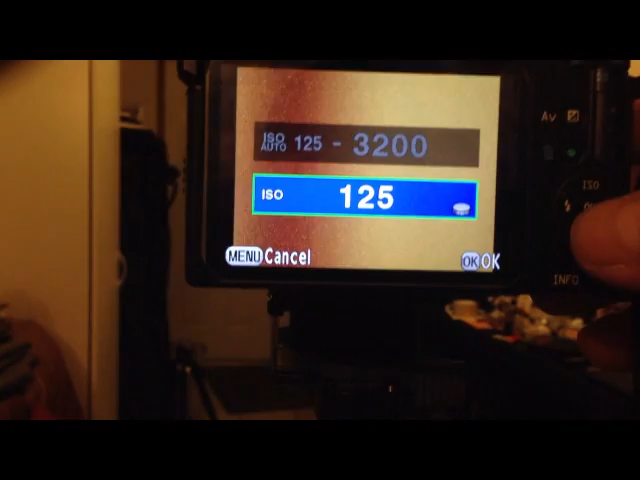 ISO AUTO 125 - 3200
ISO 125
MENU Cancel
OK OK
Av
ISO
INFO